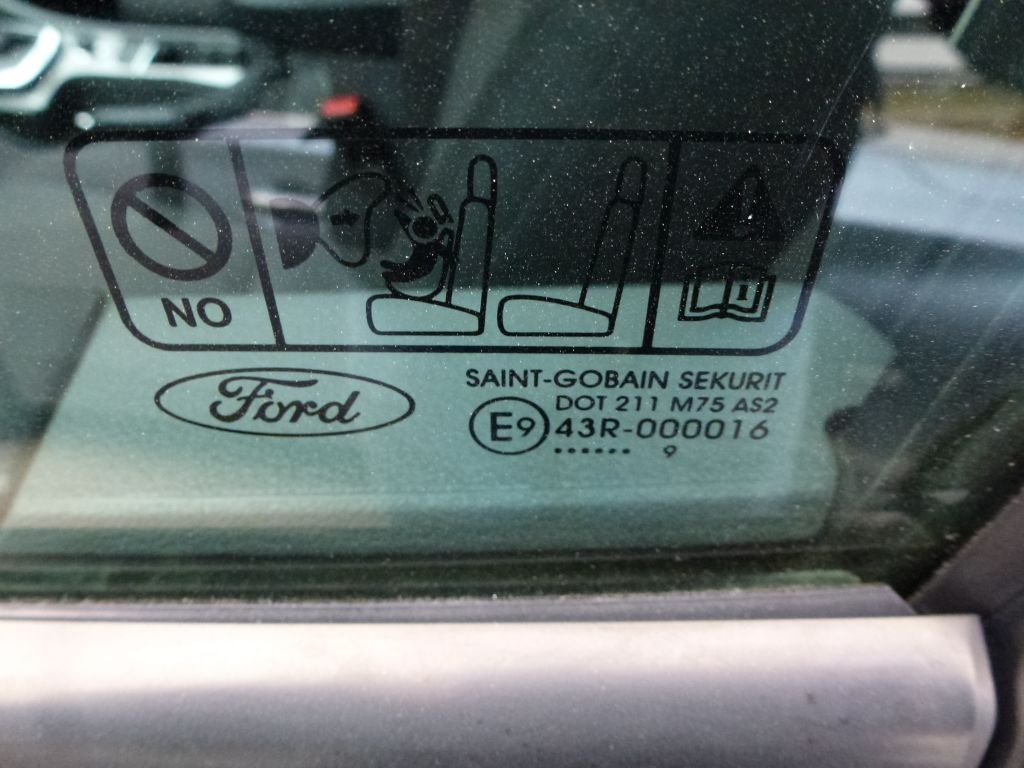 NO
Ford
SAINT-GOBAIN SEKURIT
DOT 211 M75 AS2
E9 43R-000016
...... 9